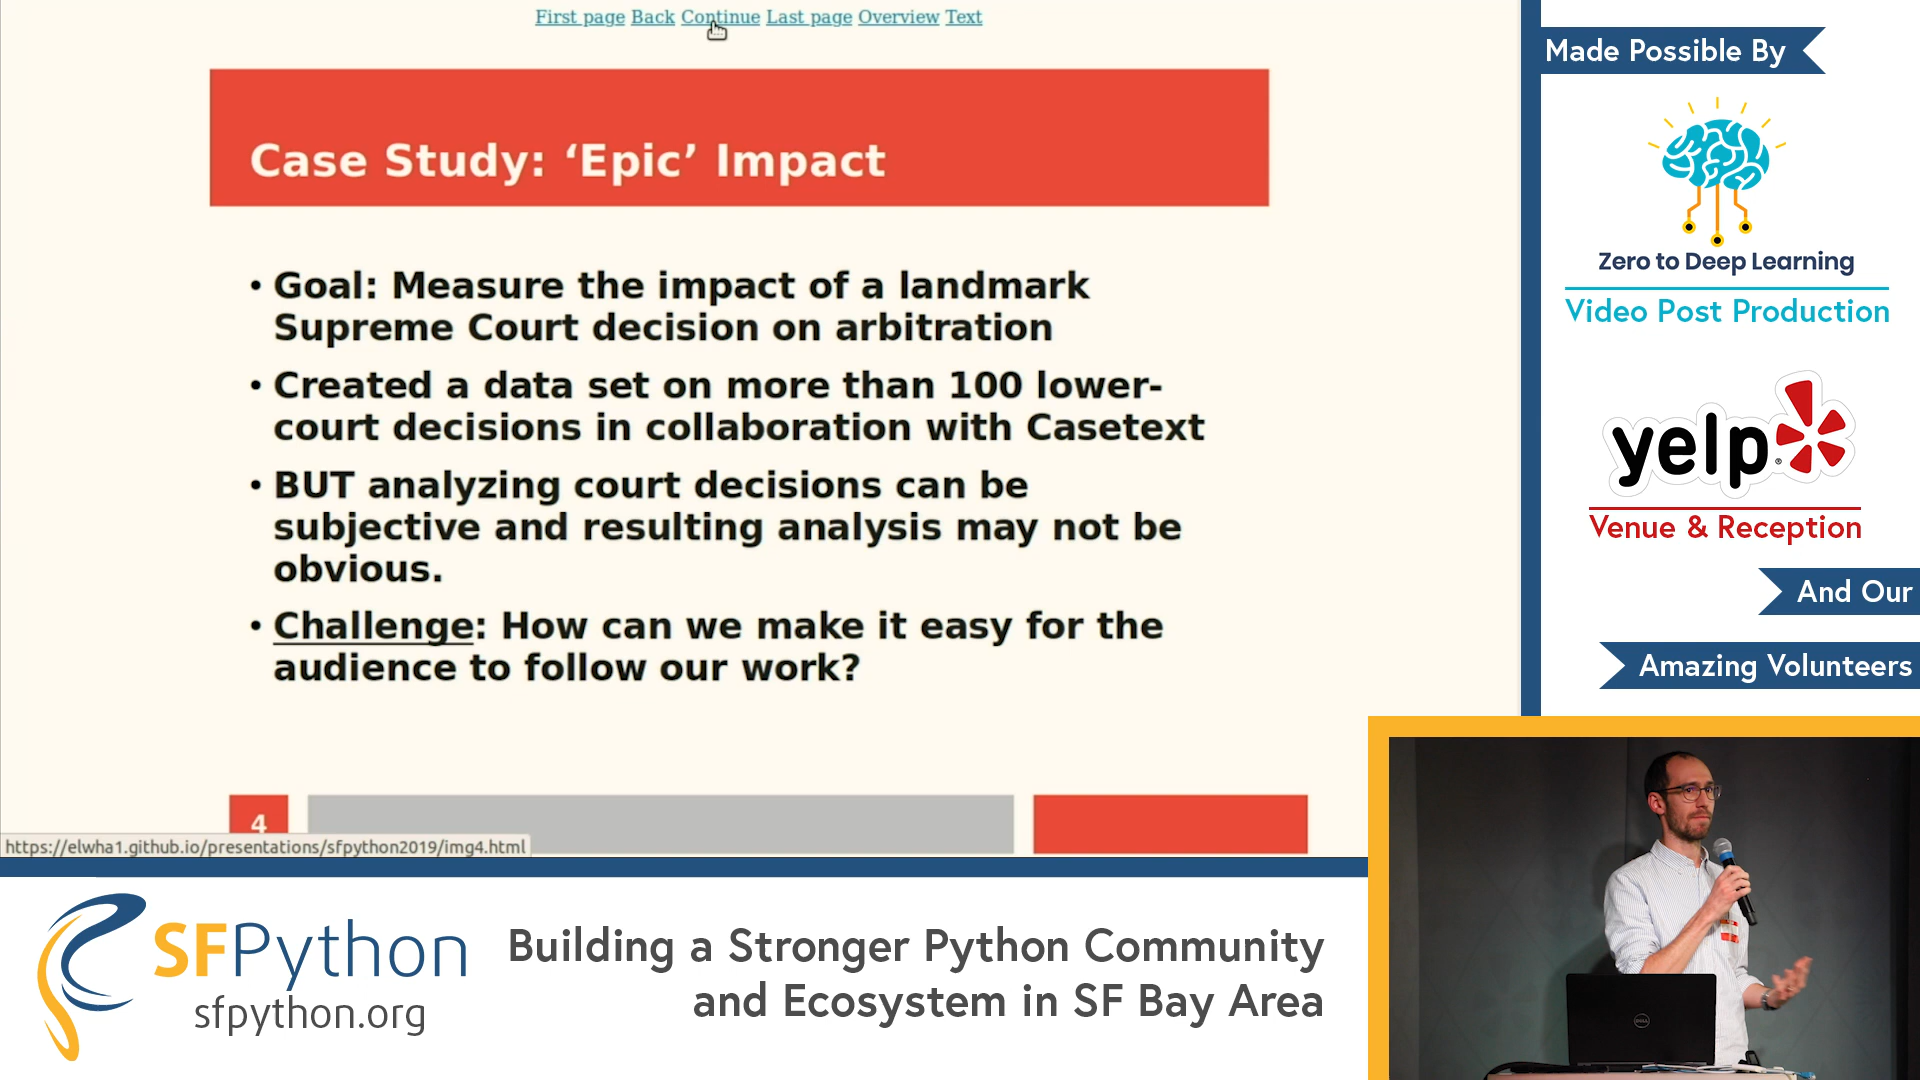 First page Back Continue Last page Overview Text
Case Study: ‘Epic’ Impact
• Goal: Measure the impact of a landmark
Supreme Court decision on arbitration
• Created a data set on more than 100 lower-
court decisions in collaboration with Casetext
• BUT analyzing court decisions can be
subjective and resulting analysis may not be
obvious.
• Challenge: How can we make it easy for the
audience to follow our work?
4
https://elwha1.github.io/presentations/sfpython2019/img4.html
Made Possible By
Zero to Deep Learning
Video Post Production
yelp
Venue & Reception
And Our
Amazing Volunteers
SFPython
sfpython.org
Building a Stronger Python Community
and Ecosystem in SF Bay Area
DELL